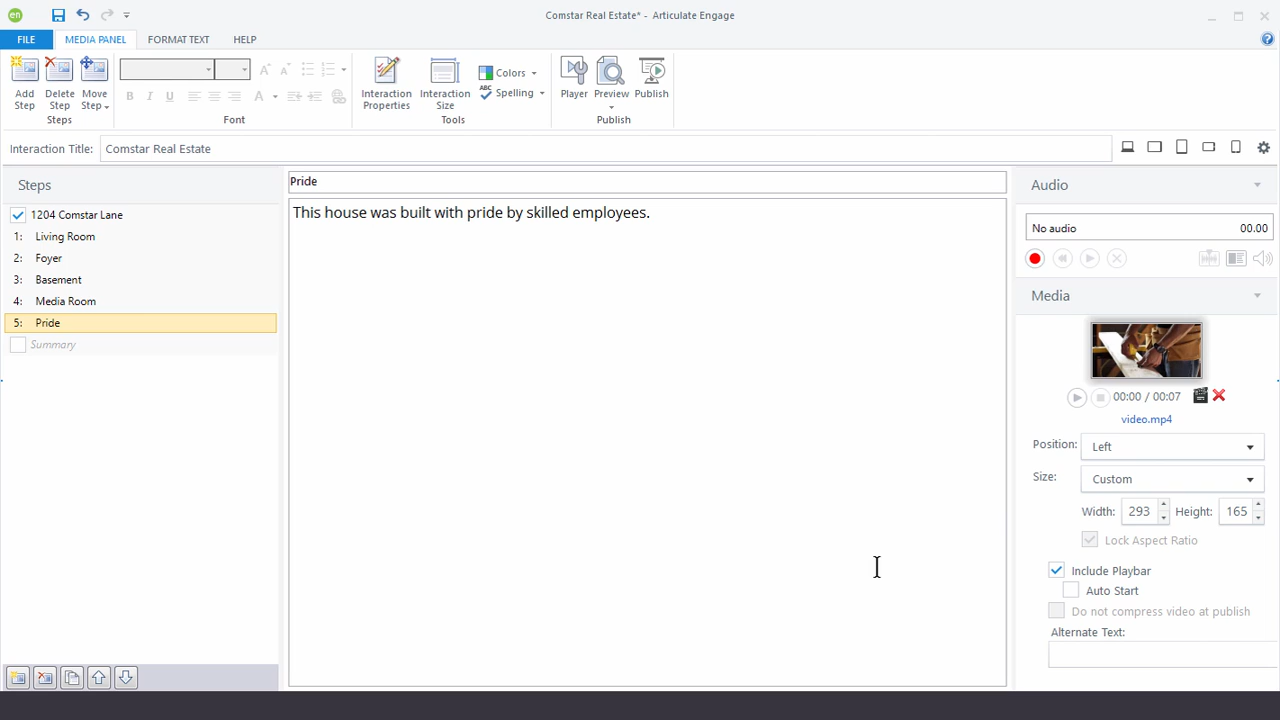 en
Comstar Real Estate* - Articulate Engage
FILE MEDIA PANEL FORMAT TEXT HELP
Add Step
Delete Step
Move Step
Steps
B I U
A
Font
Interaction Properties
Interaction Size
Colors
ABC Spelling
Tools
Player
Preview
Publish
Publish
Interaction Title: Comstar Real Estate
Steps
1204 Comstar Lane
1: Living Room
2: Foyer
3: Basement
4: Media Room
5: Pride
Summary
Pride
This house was built with pride by skilled employees.
Audio
No audio 00.00
Media
00:00 / 00:07
video.mp4
Position: Left
Size: Custom
Width: 293 Height: 165
Lock Aspect Ratio
Include Playbar
Auto Start
Do not compress video at publish
Alternate Text: